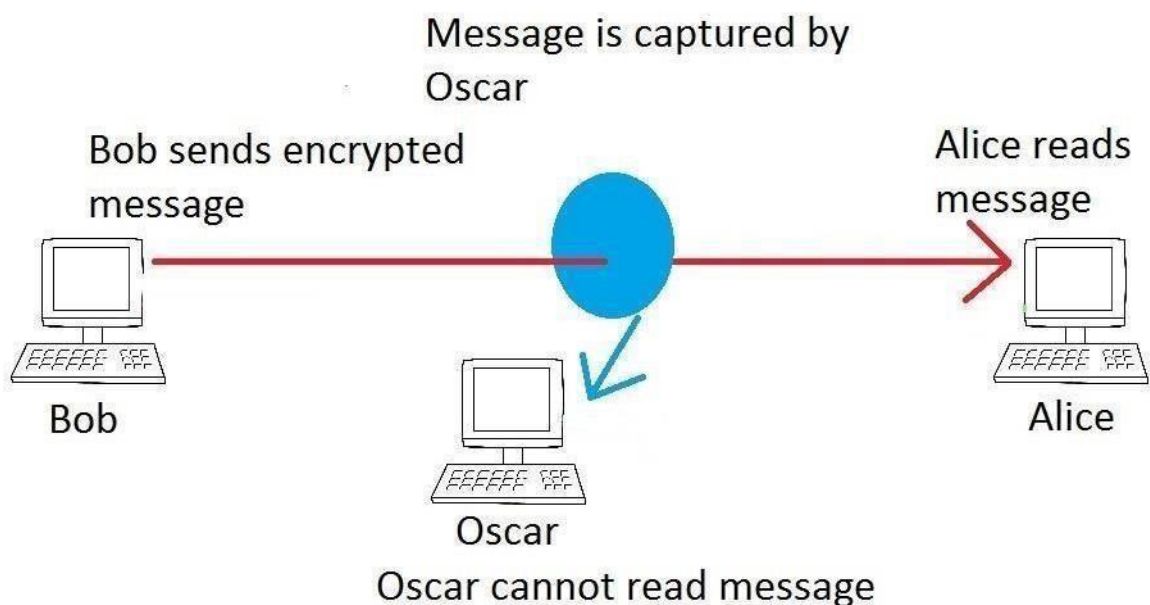 Message is captured by
Oscar
Bob sends encrypted
message
Alice reads
message
Bob
Alice
Oscar
Oscar cannot read message